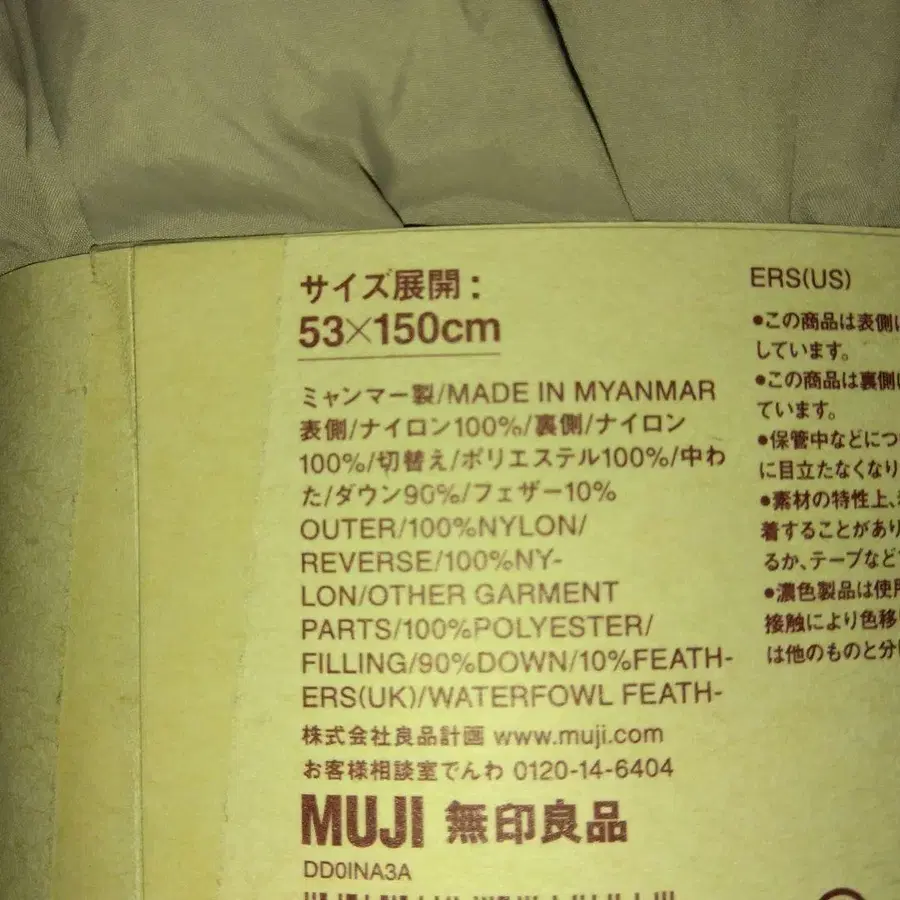 サイズ展開：
53×150cm
ミャンマー製/MADE IN MYANMAR
表側/ナイロン100%/裏側/ナイロン
100%/切替え/ポリエステル100%/中わ
た/ダウン90%/フェザー10%
OUTER/100%NYLON/
REVERSE/100%NY-
LON/OTHER GARMENT
PARTS/100%POLYESTER/
FILLING/90%DOWN/10%FEATH-
ERS(UK)/WATERFOWL FEATH-
株式会社良品計画 www.muji.com
お客様相談室でんわ 0120-14-6404
MUJI 無印良品
DD0INA3A
ERS(US)
●この商品は表側に
しています。
●この商品は裏側に
ています。
●保管中などにつ
に目立たなくなり
●素材の特性上、
着することがあり
るか、テープなど
●濃色製品は使用
接触により色移り
は他のものと分け